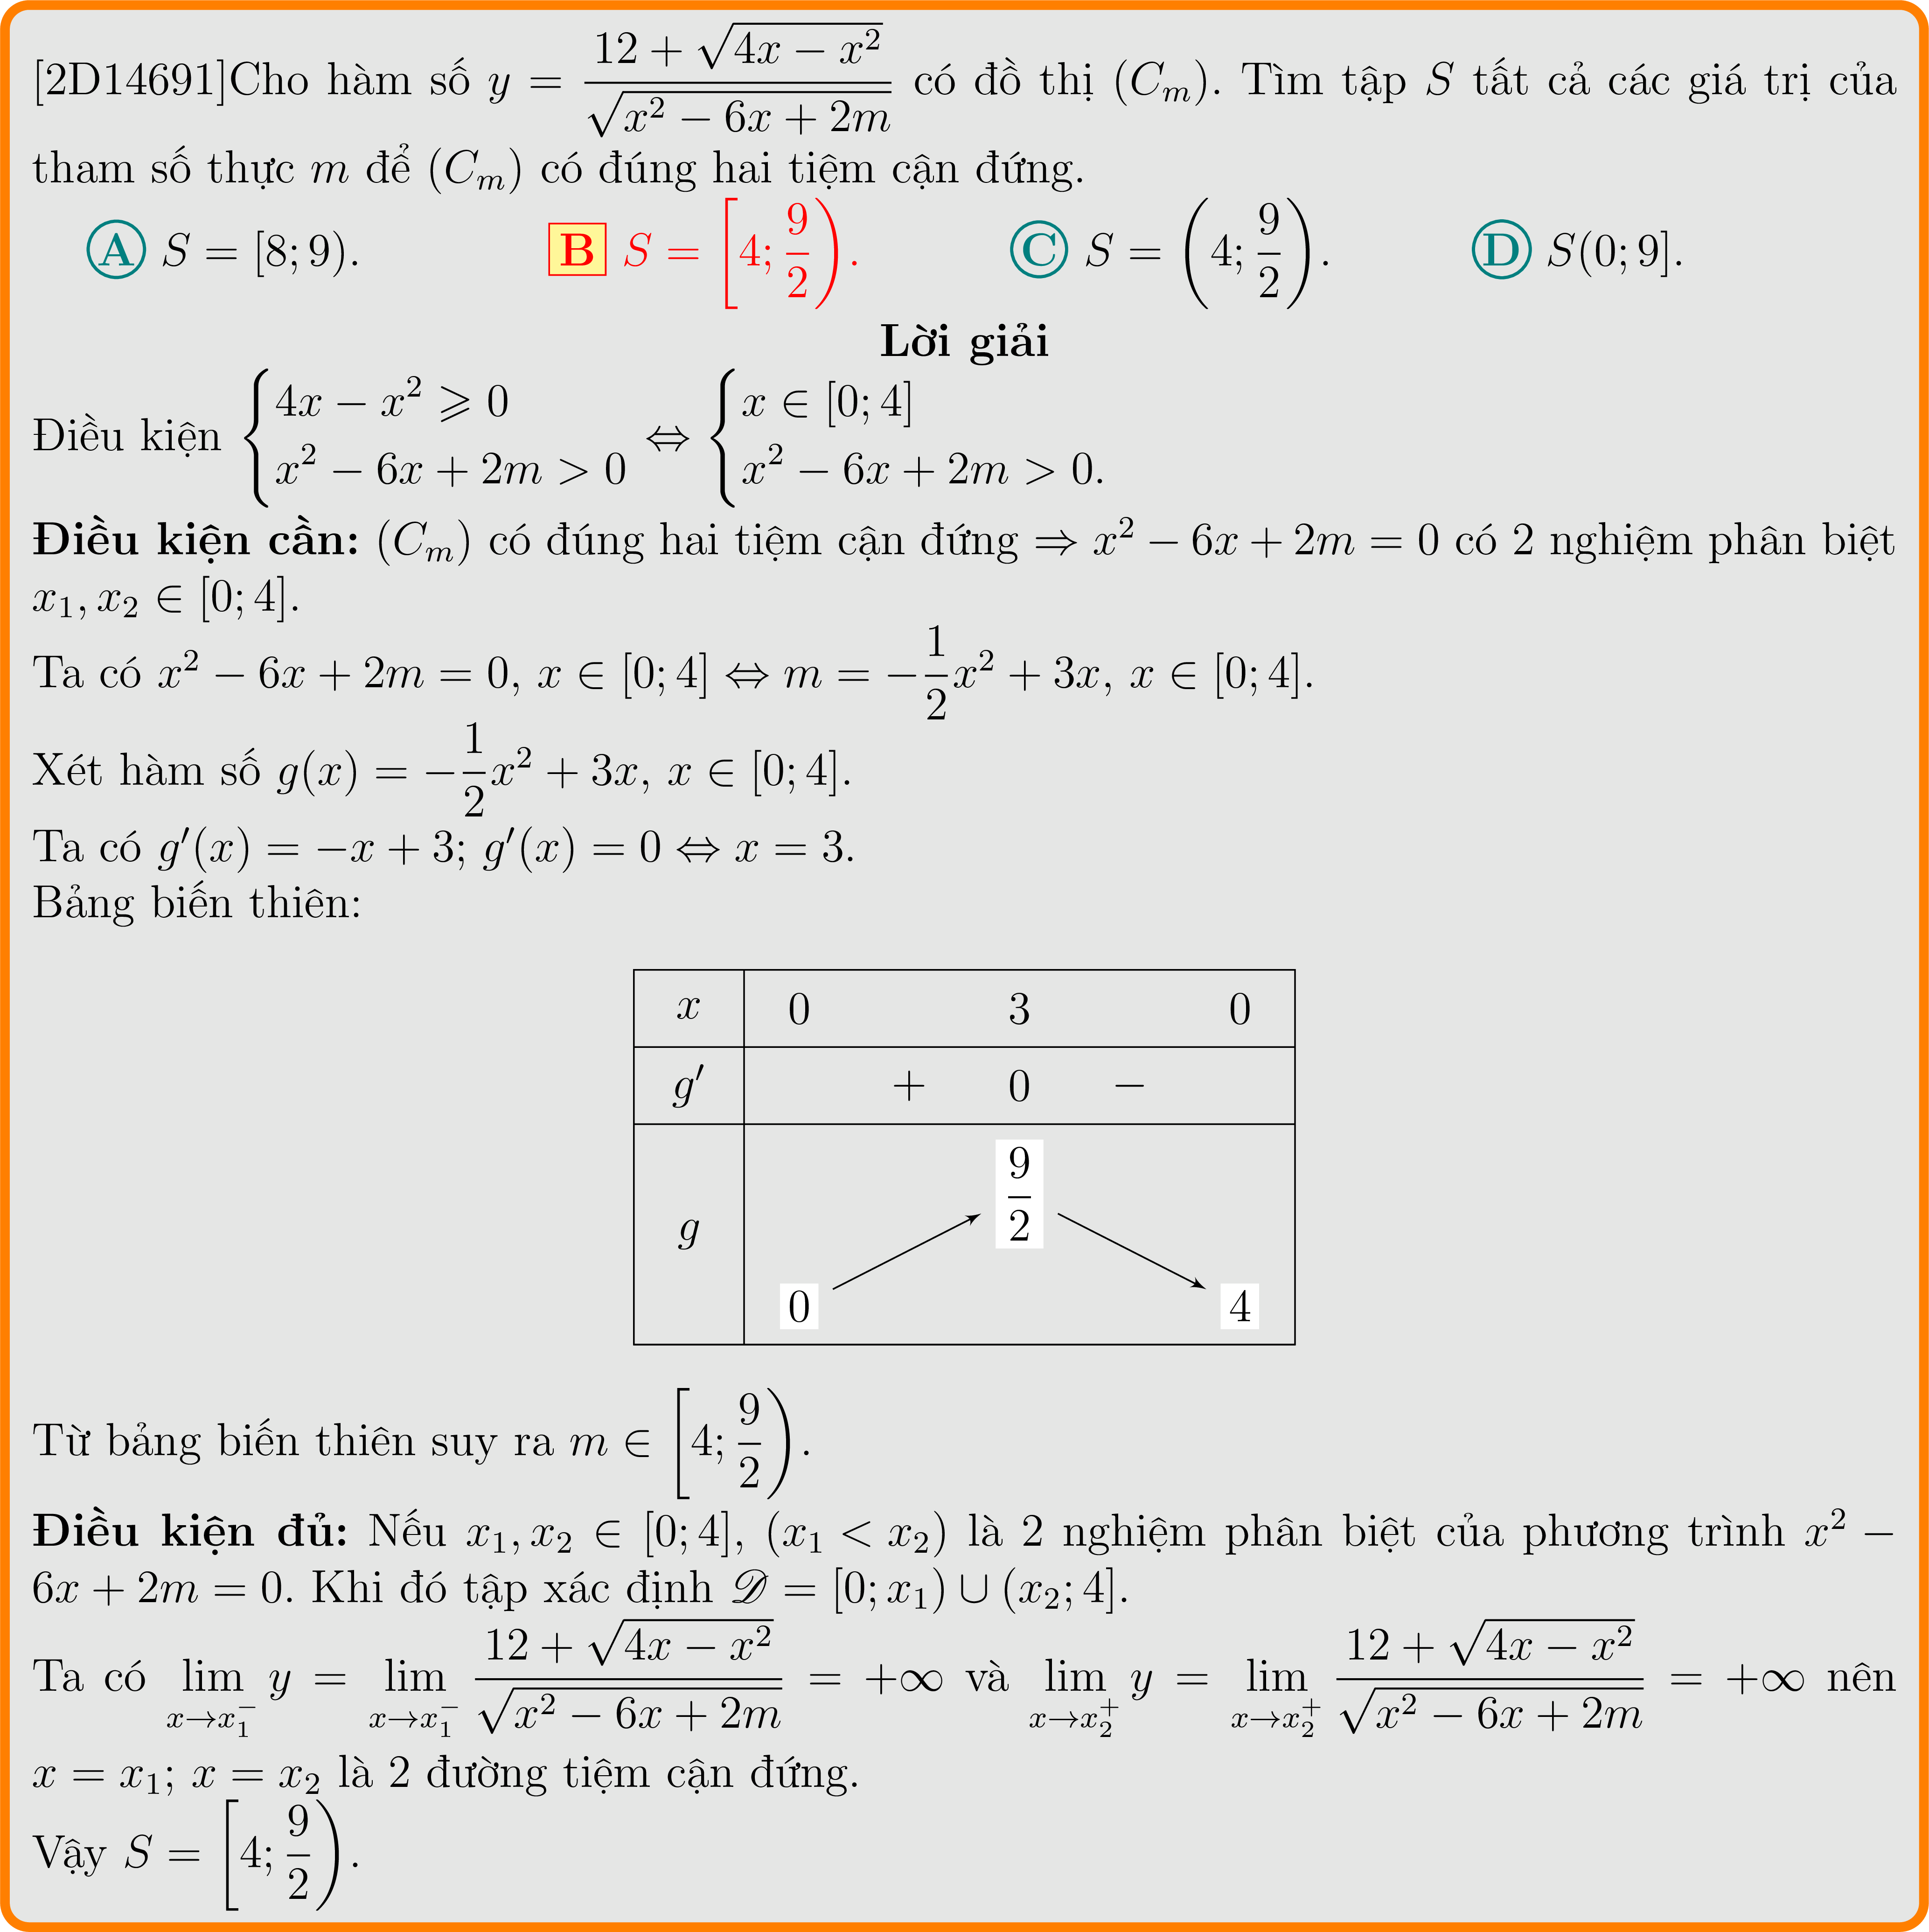 [2D14691]Cho hàm số $y = \dfrac{12 + \sqrt{4x - x^2}}{\sqrt{x^2 - 6x + 2m}}$ có đồ thị $(C_m)$. Tìm tập $S$ tất cả các giá trị của
tham số thực $m$ để $(C_m)$ có đúng hai tiệm cận đứng.
A $S = [8; 9)$. B $S = \left[4; \dfrac{9}{2}\right)$. C $S = \left(4; \dfrac{9}{2}\right)$. D $S(0; 9]$.
Lời giải
Điều kiện $\begin{cases} 4x - x^2 \geqslant 0 \\ x^2 - 6x + 2m > 0 \end{cases} \Leftrightarrow \begin{cases} x \in [0; 4] \\ x^2 - 6x + 2m > 0. \end{cases}$
Điều kiện cần: $(C_m)$ có đúng hai tiệm cận đứng $\Rightarrow x^2 - 6x + 2m = 0$ có 2 nghiệm phân biệt
$x_1, x_2 \in [0; 4]$.
Ta có $x^2 - 6x + 2m = 0$, $x \in [0; 4] \Leftrightarrow m = -\dfrac{1}{2}x^2 + 3x$, $x \in [0; 4]$.
Xét hàm số $g(x) = -\dfrac{1}{2}x^2 + 3x$, $x \in [0; 4]$.
Ta có $g'(x) = -x + 3$; $g'(x) = 0 \Leftrightarrow x = 3$.
Bảng biến thiên:
$x$ 0 3 0
$g'$ + 0 −
$g$ 0 $\dfrac{9}{2}$ 4
Từ bảng biến thiên suy ra $m \in \left[4; \dfrac{9}{2}\right)$.
Điều kiện đủ: Nếu $x_1, x_2 \in [0; 4]$, $(x_1 < x_2)$ là 2 nghiệm phân biệt của phương trình $x^2 -$
$6x + 2m = 0$. Khi đó tập xác định $\mathscr{D} = [0; x_1) \cup (x_2; 4]$.
Ta có $\lim\limits_{x \to x_1^-} y = \lim\limits_{x \to x_1^-} \dfrac{12 + \sqrt{4x - x^2}}{\sqrt{x^2 - 6x + 2m}} = +\infty$ và $\lim\limits_{x \to x_2^+} y = \lim\limits_{x \to x_2^+} \dfrac{12 + \sqrt{4x - x^2}}{\sqrt{x^2 - 6x + 2m}} = +\infty$ nên
$x = x_1$; $x = x_2$ là 2 đường tiệm cận đứng.
Vậy $S = \left[4; \dfrac{9}{2}\right)$.